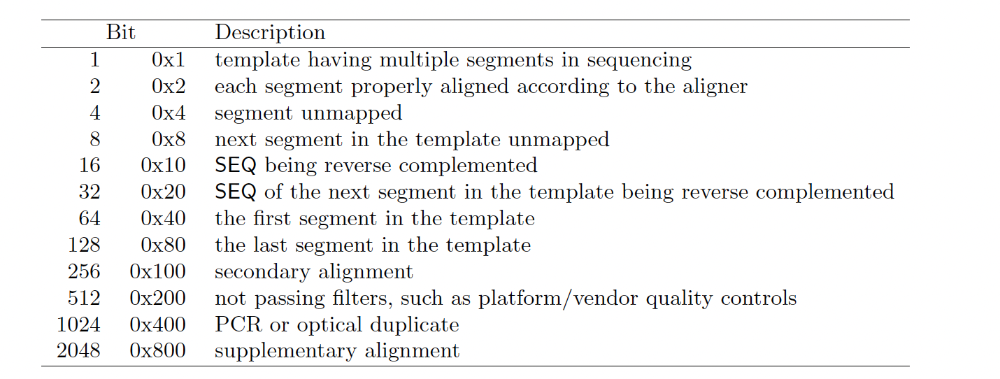 Bit Description
1 0x1 template having multiple segments in sequencing
2 0x2 each segment properly aligned according to the aligner
4 0x4 segment unmapped
8 0x8 next segment in the template unmapped
16 0x10 SEQ being reverse complemented
32 0x20 SEQ of the next segment in the template being reverse complemented
64 0x40 the first segment in the template
128 0x80 the last segment in the template
256 0x100 secondary alignment
512 0x200 not passing filters, such as platform/vendor quality controls
1024 0x400 PCR or optical duplicate
2048 0x800 supplementary alignment